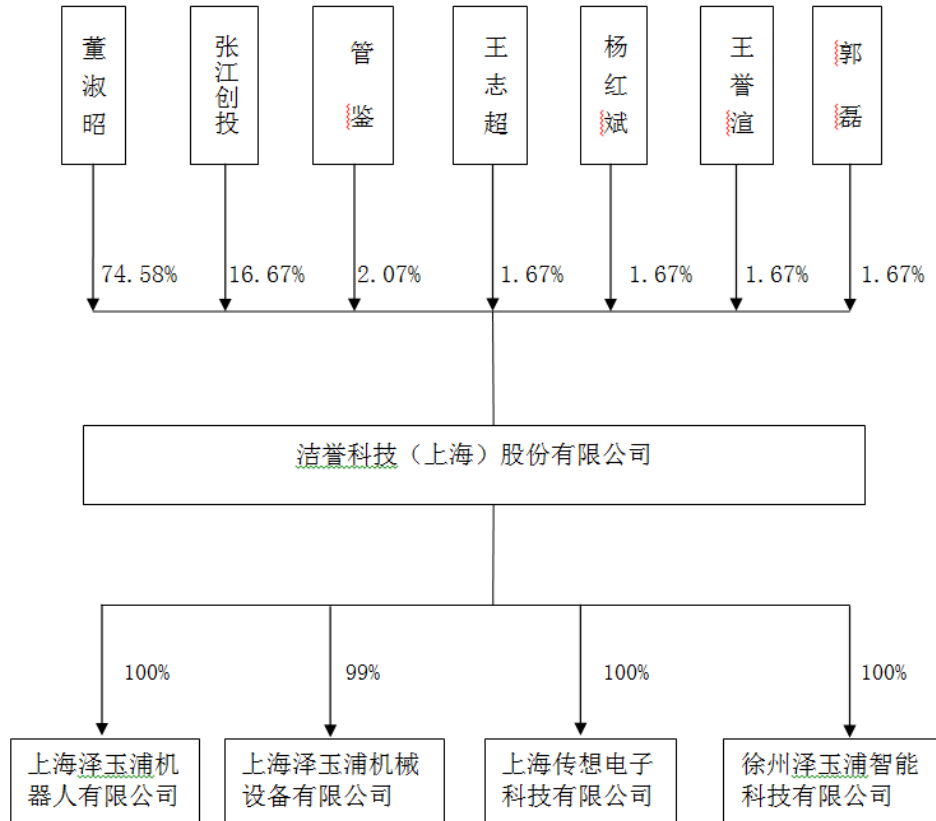 董淑昭
张江创投
管鉴
王志超
杨红斌
王誉渲
郭磊
74.58%
16.67%
2.07%
1.67%
1.67%
1.67%
1.67%
洁誉科技（上海）股份有限公司
100%
99%
100%
100%
上海泽玉浦机
器人有限公司
上海泽玉浦机械
设备有限公司
上海传想电子
科技有限公司
徐州泽玉浦智能
科技有限公司